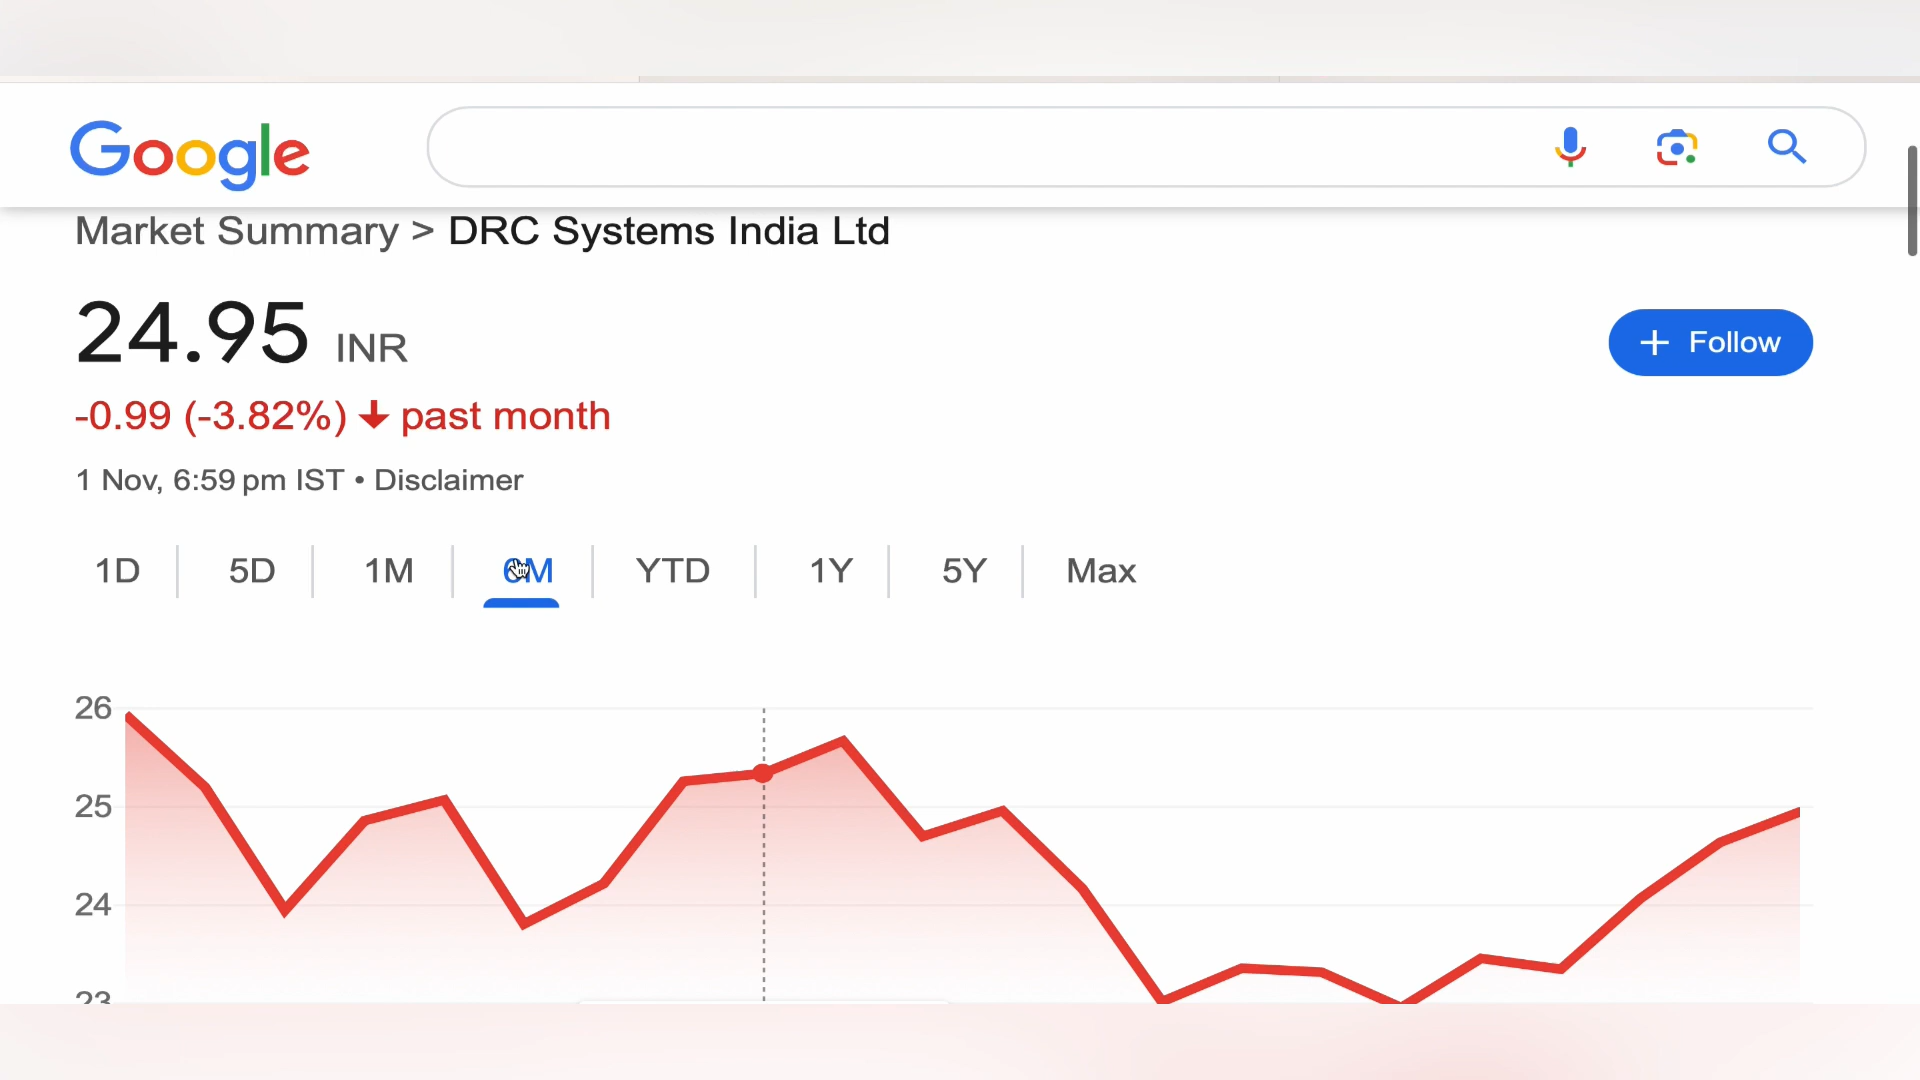 Google
Market Summary > DRC Systems India Ltd
24.95 INR
+ Follow
-0.99 (-3.82%) ↓ past month
1 Nov, 6:59 pm IST • Disclaimer
1D 5D 1M 6M YTD 1Y 5Y Max
26
25
24
23